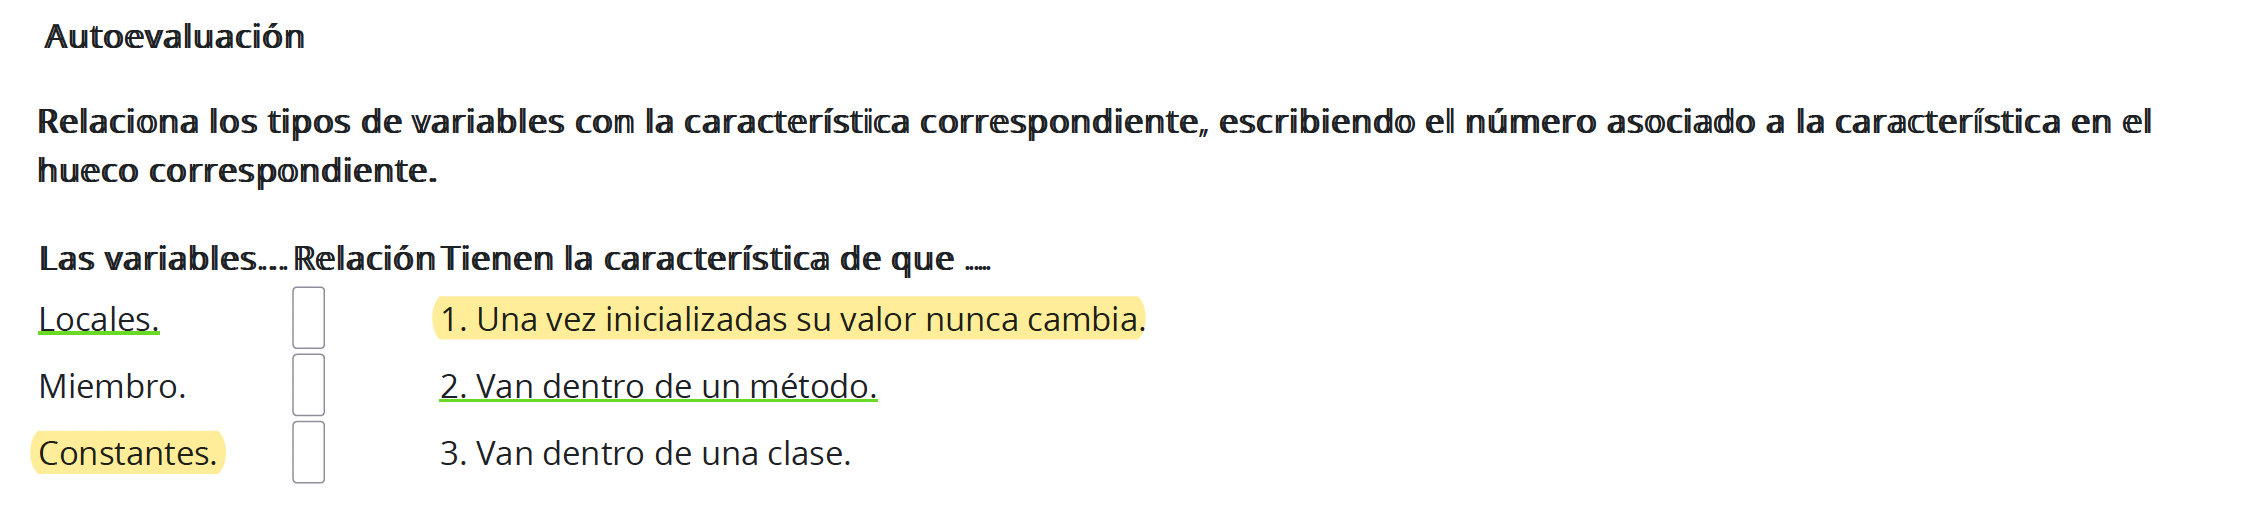 Autoevaluación
Relaciona los tipos de variables con la característica correspondiente, escribiendo el número asociado a la característica en el
hueco correspondiente.
Las variables... Relación Tienen la característica de que ....
Locales. 1. Una vez inicializadas su valor nunca cambia.
Miembro. 2. Van dentro de un método.
Constantes. 3. Van dentro de una clase.